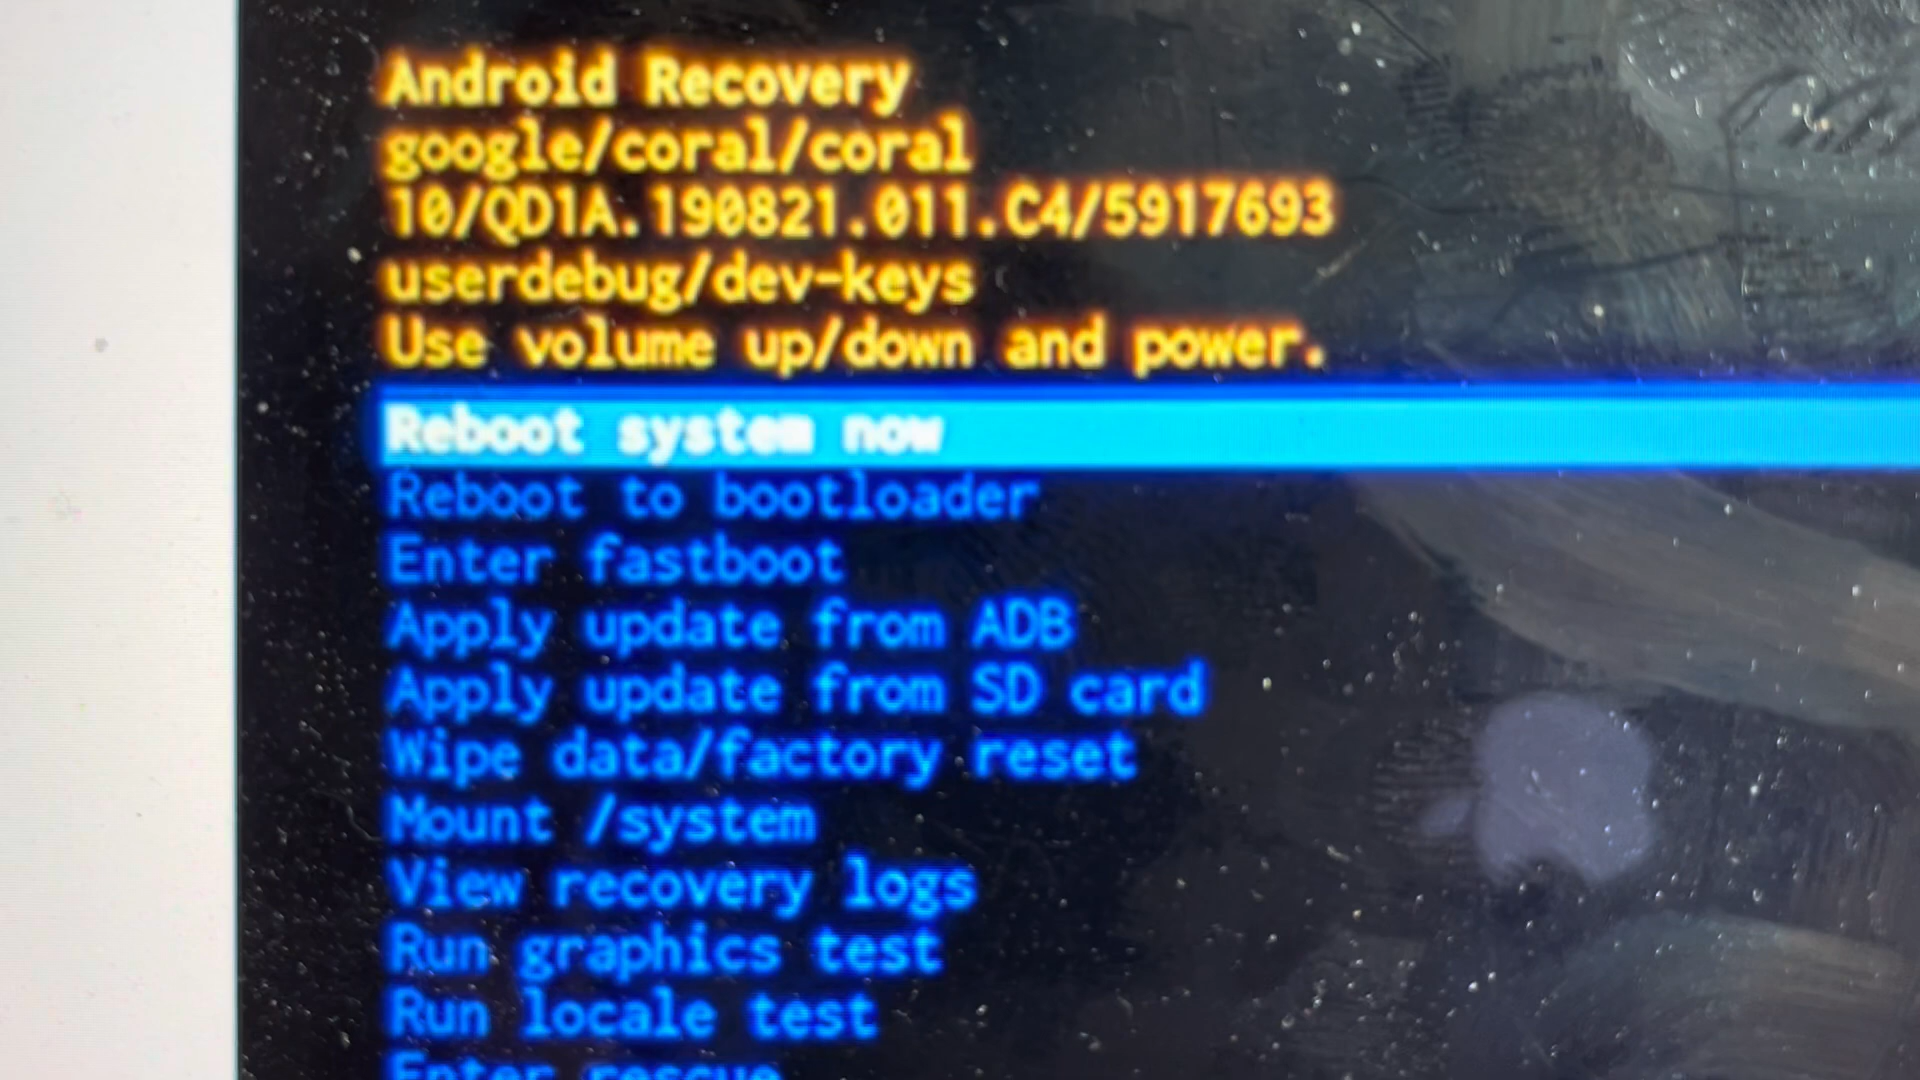 Android Recovery
google/coral/coral
10/QD1A.190821.011.C4/5917693
userdebug/dev-keys
Use volume up/down and power.
Reboot system now
Reboot to bootloader
Enter fastboot
Apply update from ADB
Apply update from SD card
Wipe data/factory reset
Mount /system
View recovery logs
Run graphics test
Run locale test
Enter rescue